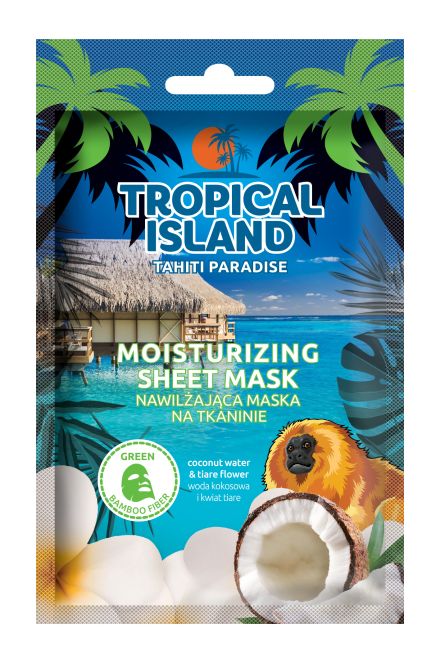 TROPICAL
ISLAND
TAHITI PARADISE
MOISTURIZING
SHEET MASK
NAWILŻAJĄCA MASKA
NA TKANINIE
GREEN
BAMBOO FIBER
coconut water
& tiare flower
woda kokosowa
i kwiat tiare